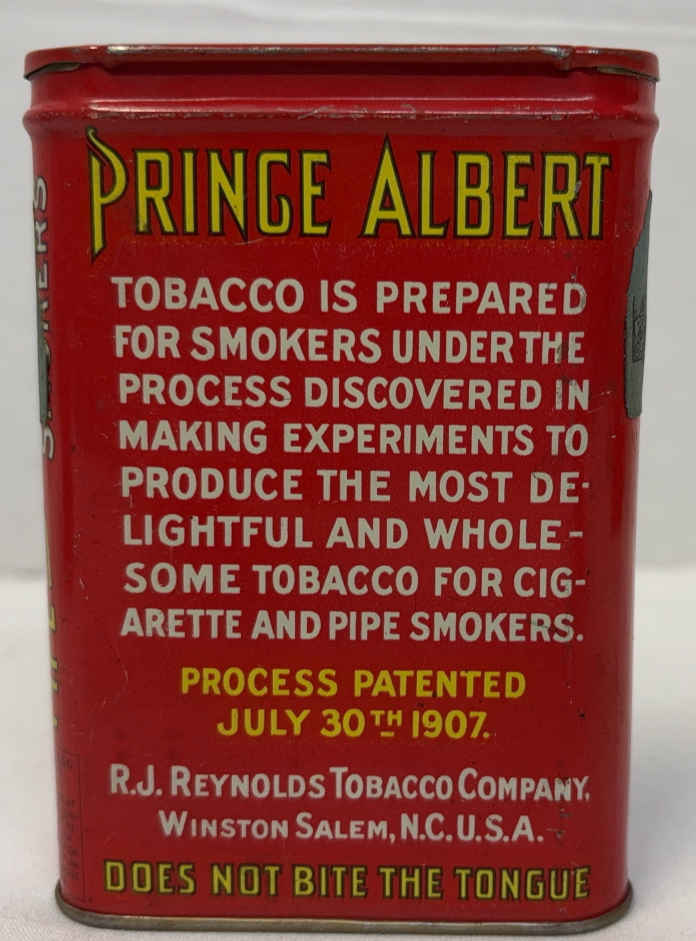 PRINCE ALBERT
TOBACCO IS PREPARED
FOR SMOKERS UNDER THE
PROCESS DISCOVERED IN
MAKING EXPERIMENTS TO
PRODUCE THE MOST DE-
LIGHTFUL AND WHOLE-
SOME TOBACCO FOR CIG-
ARETTE AND PIPE SMOKERS.
PROCESS PATENTED
JULY 30TH 1907.
R.J. REYNOLDS TOBACCO COMPANY,
WINSTON SALEM, N.C. U.S.A.
DOES NOT BITE THE TONGUE